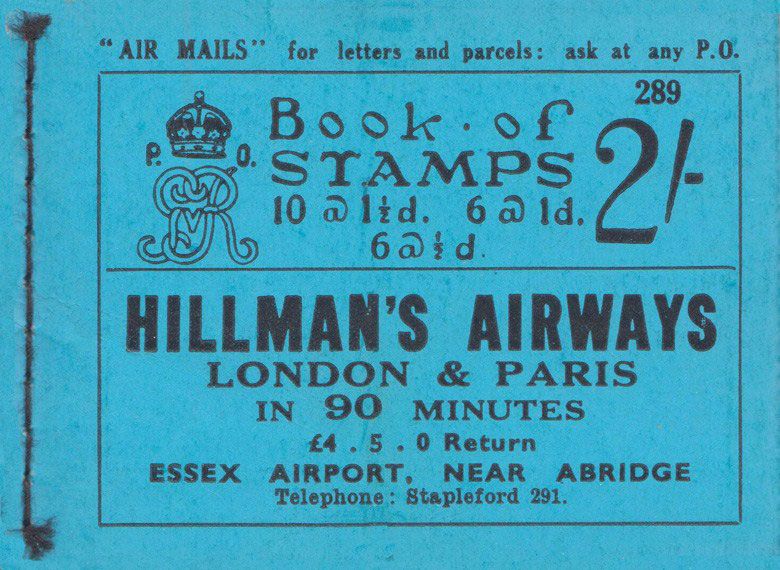 "AIR MAILS" for letters and parcels: ask at any P.O.
289
P. O.
GVR
Book · of
STAMPS
2/-
10 @ 1½d. 6 @ 1d.
6 @ ½d.
HILLMAN'S AIRWAYS
LONDON & PARIS
IN 90 MINUTES
£4 . 5 . 0 Return
ESSEX AIRPORT, NEAR ABRIDGE
Telephone: Stapleford 291.